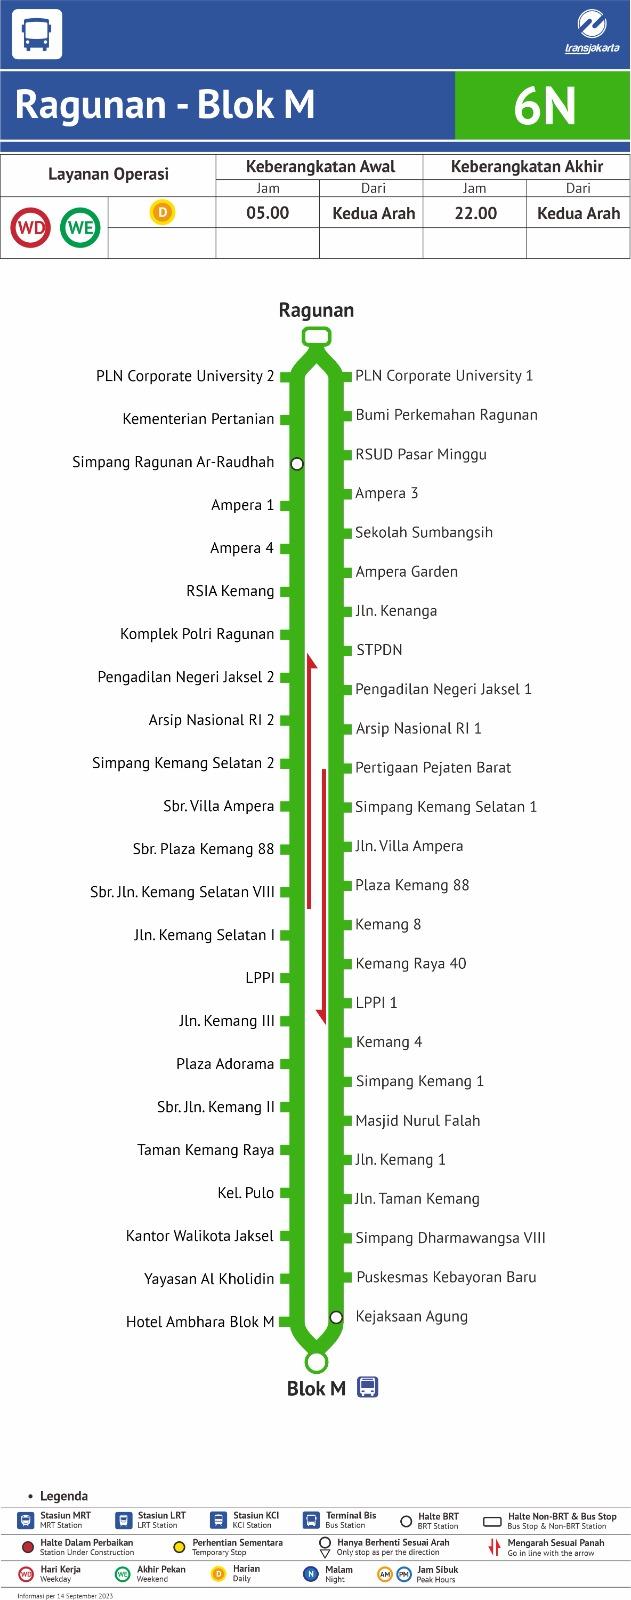 transjakarta
Ragunan - Blok M
6N
Layanan Operasi
Keberangkatan Awal
Keberangkatan Akhir
Jam
Dari
Jam
Dari
WD
WE
D
05.00
Kedua Arah
22.00
Kedua Arah
Ragunan
PLN Corporate University 2
PLN Corporate University 1
Kementerian Pertanian
Bumi Perkemahan Ragunan
Simpang Ragunan Ar-Raudhah
RSUD Pasar Minggu
Ampera 1
Ampera 3
Ampera 4
Sekolah Sumbangsih
RSIA Kemang
Ampera Garden
Komplek Polri Ragunan
Jln. Kenanga
Pengadilan Negeri Jaksel 2
STPDN
Arsip Nasional RI 2
Pengadilan Negeri Jaksel 1
Simpang Kemang Selatan 2
Arsip Nasional RI 1
Sbr. Villa Ampera
Pertigaan Pejaten Barat
Sbr. Plaza Kemang 88
Simpang Kemang Selatan 1
Sbr. Jln. Kemang Selatan VIII
Jln. Villa Ampera
Jln. Kemang Selatan I
Plaza Kemang 88
LPPI
Kemang 8
Jln. Kemang III
Kemang Raya 40
Plaza Adorama
LPPI 1
Sbr. Jln. Kemang II
Kemang 4
Taman Kemang Raya
Simpang Kemang 1
Kel. Pulo
Masjid Nurul Falah
Kantor Walikota Jaksel
Jln. Kemang 1
Yayasan Al Kholidin
Jln. Taman Kemang
Hotel Ambhara Blok M
Simpang Dharmawangsa VIII
Puskesmas Kebayoran Baru
Kejaksaan Agung
Blok M
• Legenda
Stasiun MRT
MRT Station
Stasiun LRT
LRT Station
Stasiun KCI
KCI Station
Terminal Bis
Bus Station
Halte BRT
BRT Station
Halte Non-BRT & Bus Stop
Bus Stop & Non-BRT Station
Halte Dalam Perbaikan
Station Under Construction
Perhentian Sementara
Temporary Stop
Hanya Berhenti Sesuai Arah
Only stop as per the direction
Mengarah Sesuai Panah
Go in line with the arrow
WD
Hari Kerja
Weekday
WE
Akhir Pekan
Weekend
D
Harian
Daily
N
Malam
Night
AM
PM
Jam Sibuk
Peak Hours
Informasi per 14 September 2023